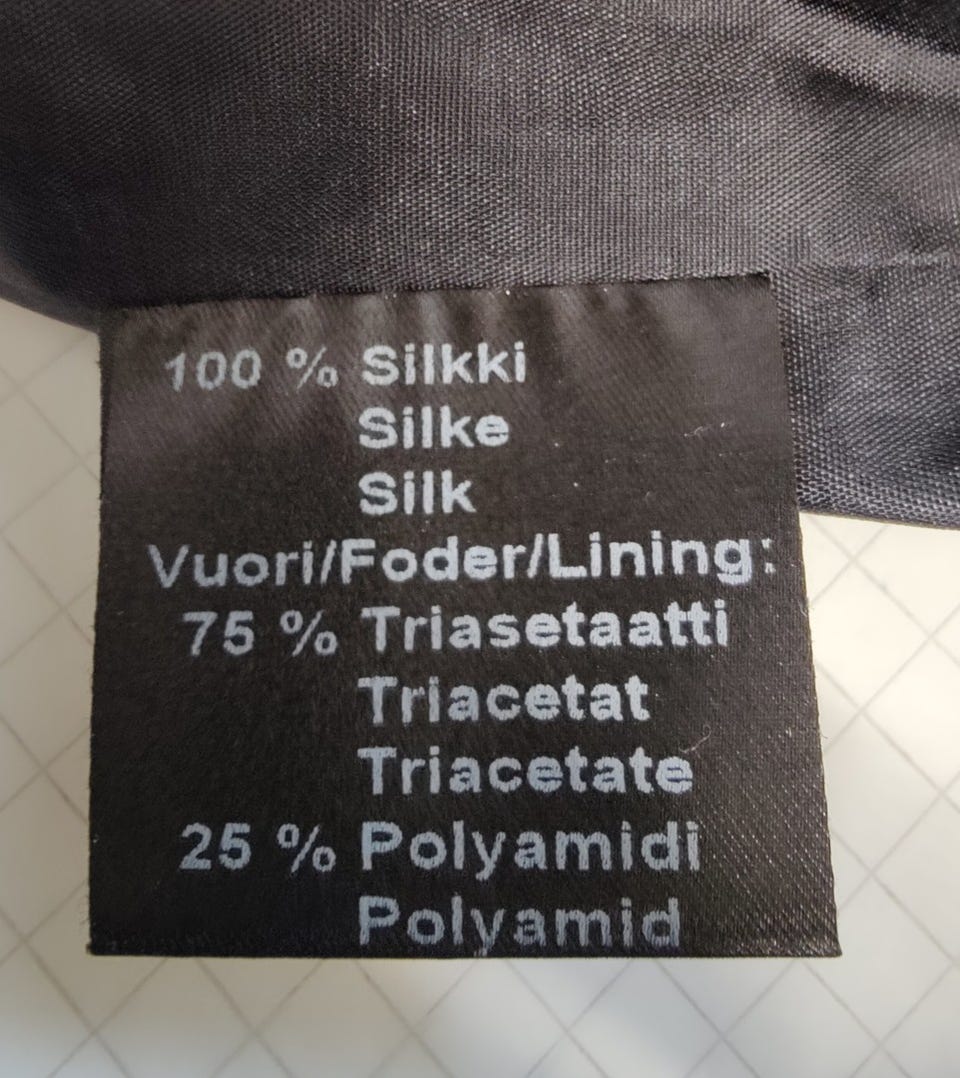 100 % Silkki
Silke
Silk
Vuori/Foder/Lining:
75 % Triasetaatti
Triacetat
Triacetate
25 % Polyamidi
Polyamid